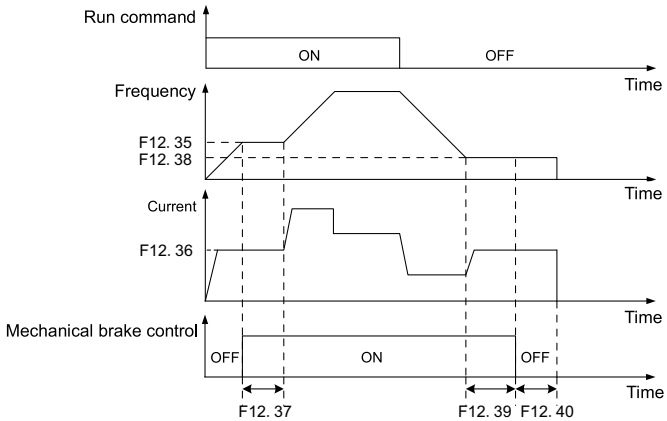 Run command
ON
OFF
Time
Frequency
F12. 35
F12. 38
Time
Current
F12. 36
Time
Mechanical brake control
OFF
ON
OFF
Time
F12. 37
F12. 39
F12. 40